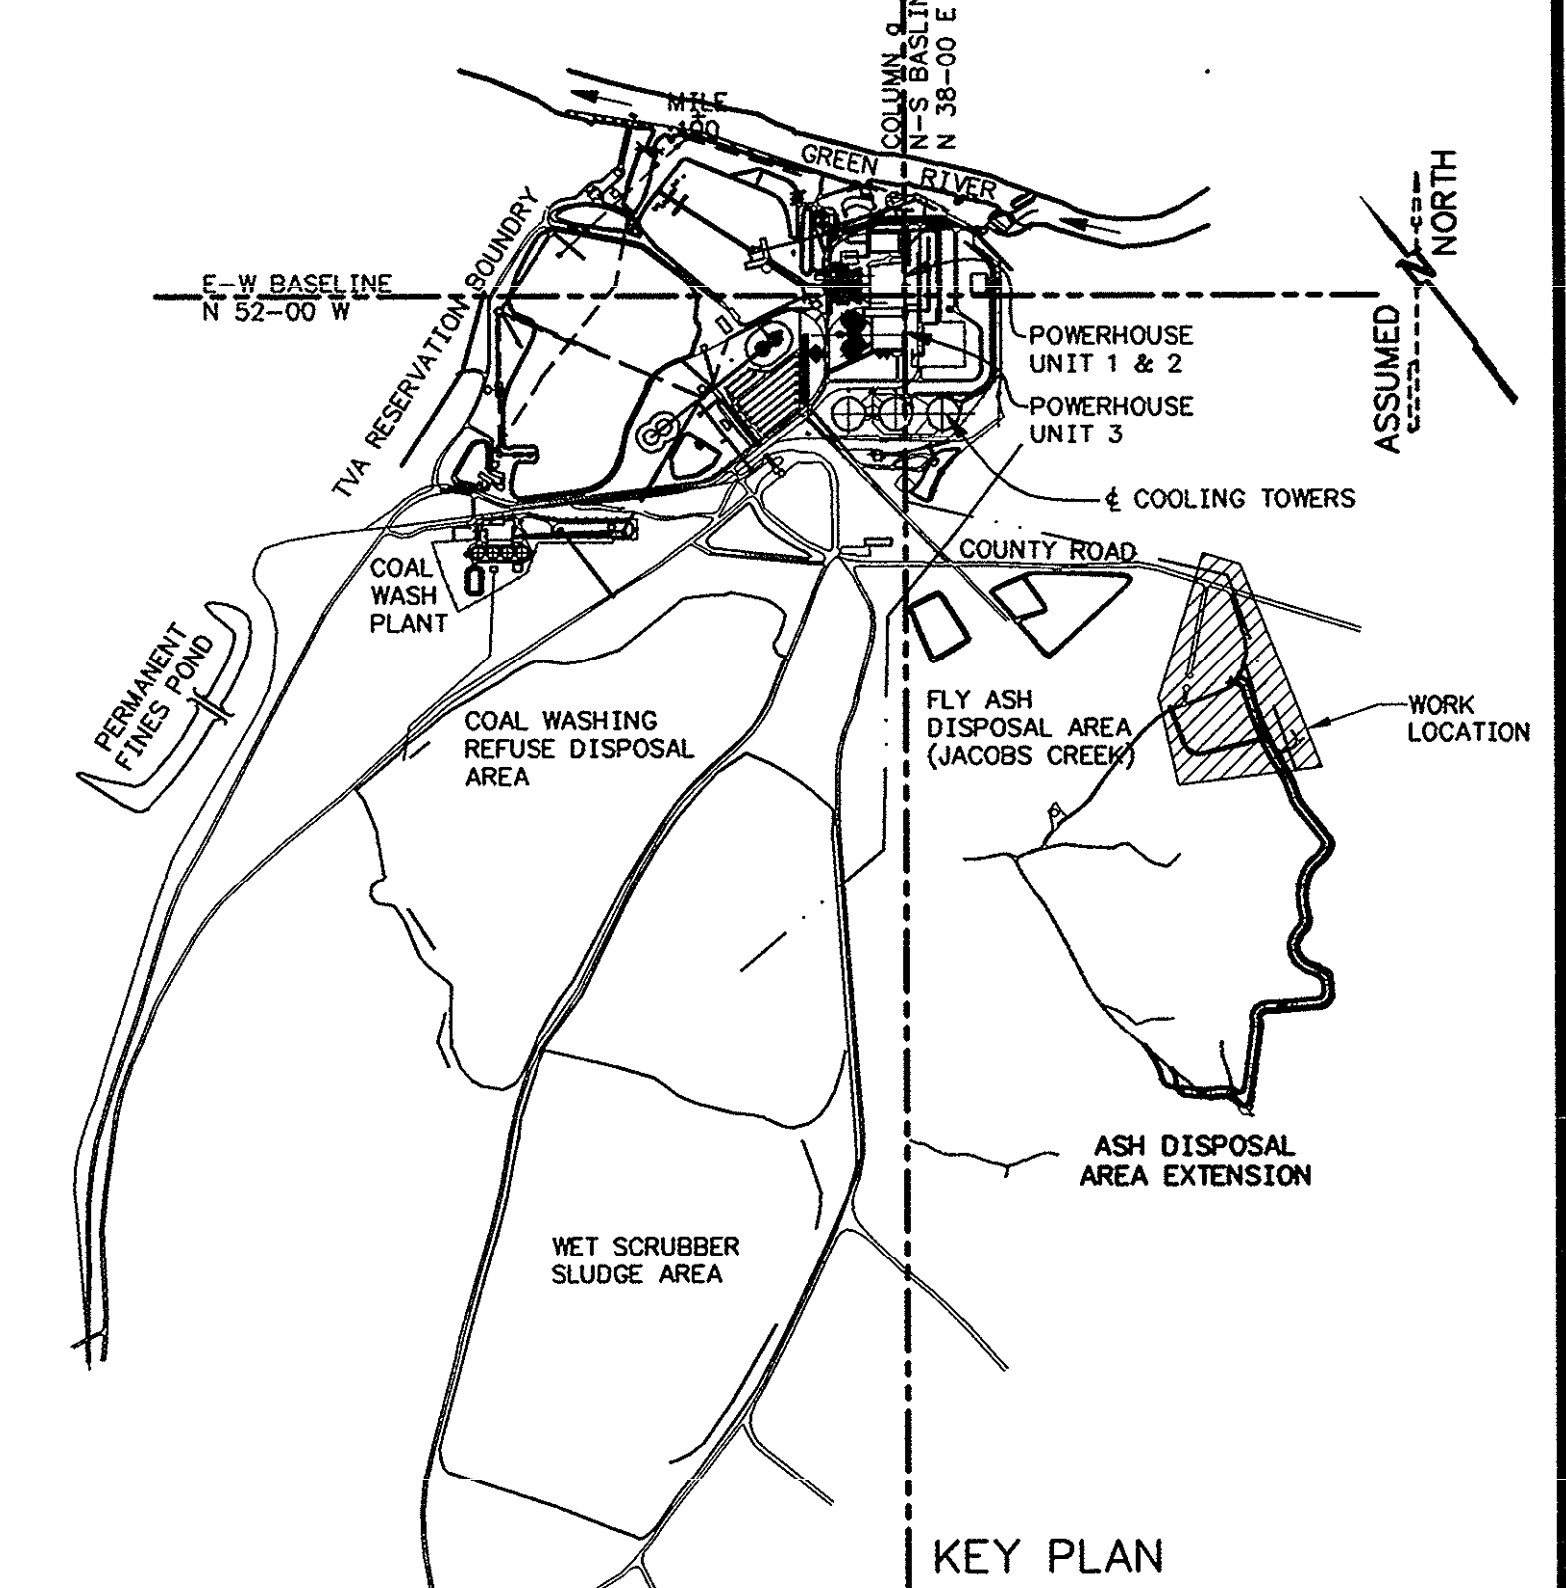 COLUMN
N-S BASLIN
N 38-00 E
MILE
100
GREEN RIVER
NORTH
ASSUMED
E-W BASELINE
N 52-00 W
TVA RESERVATION BOUNDRY
POWERHOUSE
UNIT 1 & 2
POWERHOUSE
UNIT 3
℄ COOLING TOWERS
COUNTY ROAD
COAL
WASH
PLANT
PERMANENT
FINES POND
COAL WASHING
REFUSE DISPOSAL
AREA
FLY ASH
DISPOSAL AREA
(JACOBS CREEK)
WORK
LOCATION
ASH DISPOSAL
AREA EXTENSION
WET SCRUBBER
SLUDGE AREA
KEY PLAN